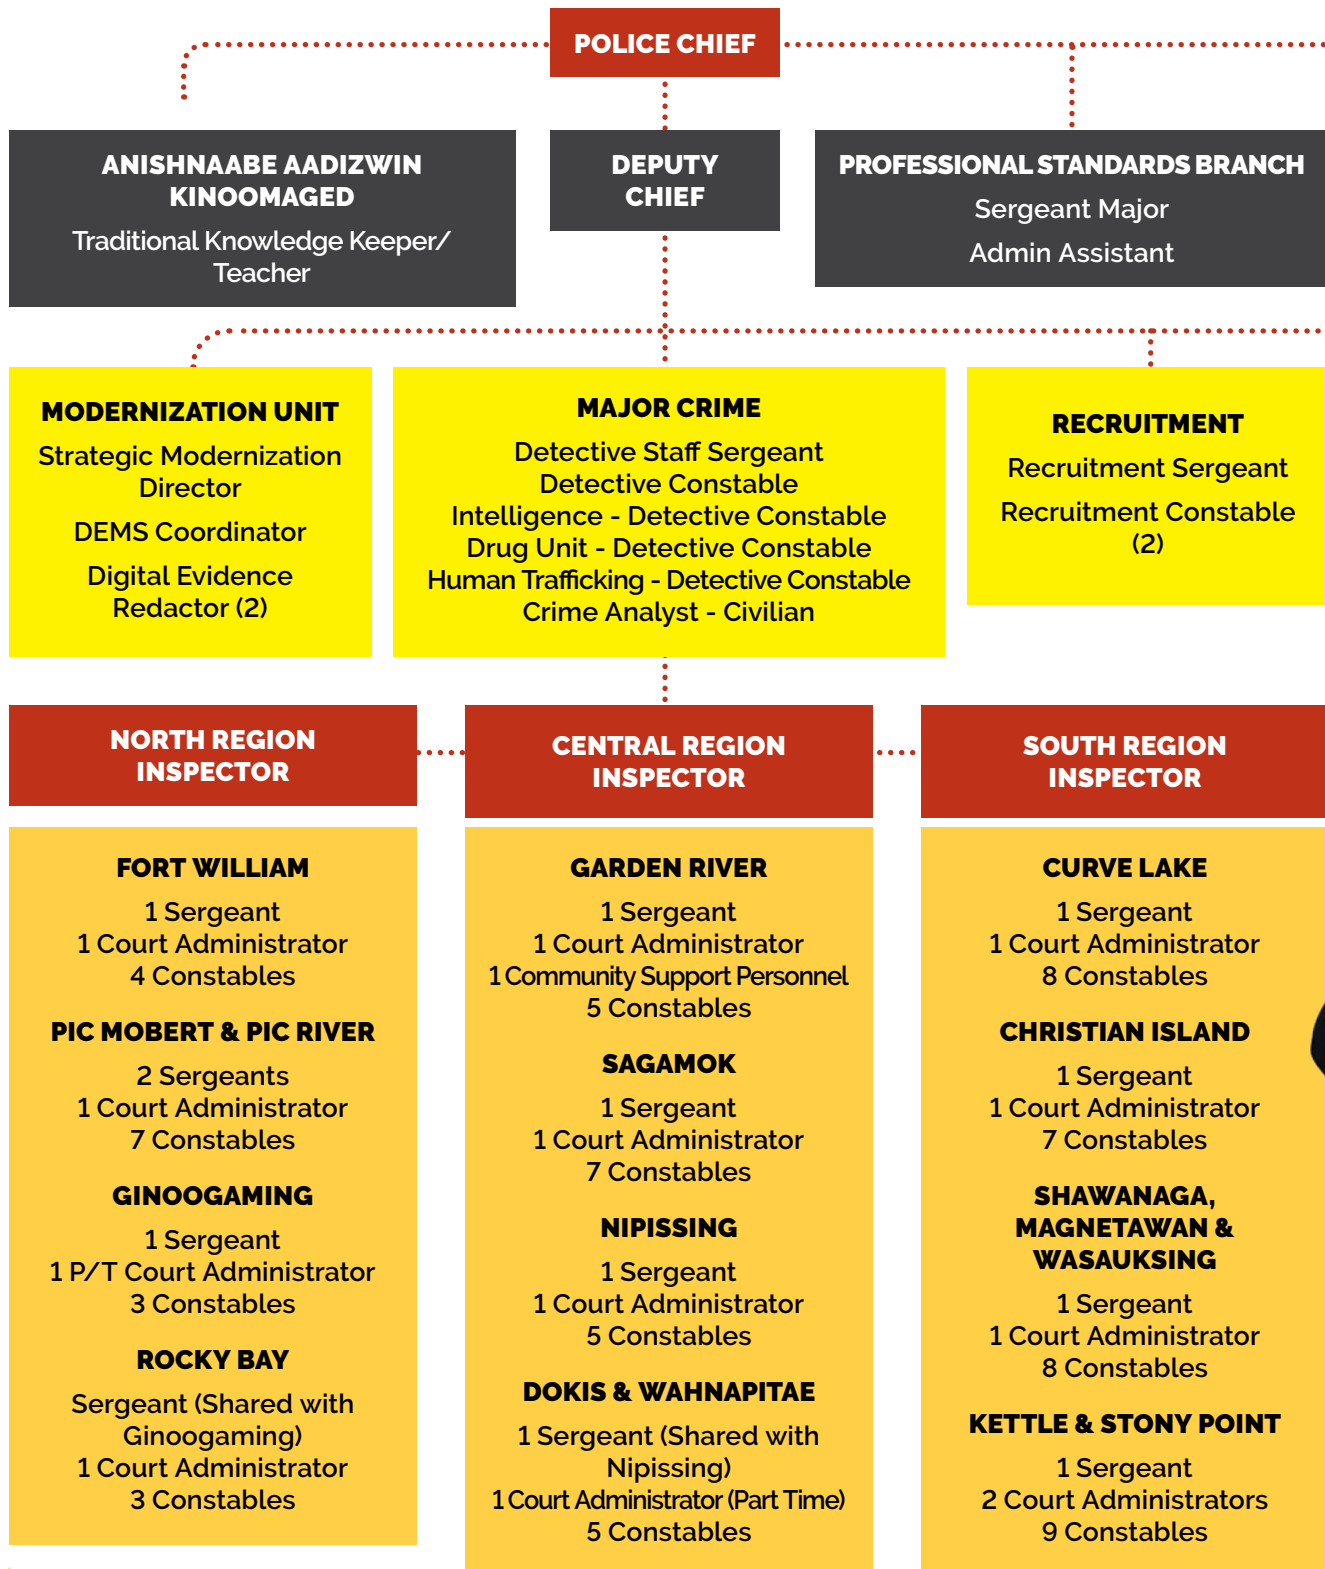 POLICE CHIEF
ANISHNAABE AADIZWIN
KINOOMAGED
Traditional Knowledge Keeper/
Teacher
DEPUTY
CHIEF
PROFESSIONAL STANDARDS BRANCH
Sergeant Major
Admin Assistant
MODERNIZATION UNIT
Strategic Modernization
Director
DEMS Coordinator
Digital Evidence
Redactor (2)
MAJOR CRIME
Detective Staff Sergeant
Detective Constable
Intelligence - Detective Constable
Drug Unit - Detective Constable
Human Trafficking - Detective Constable
Crime Analyst - Civilian
RECRUITMENT
Recruitment Sergeant
Recruitment Constable
(2)
NORTH REGION
INSPECTOR
FORT WILLIAM
1 Sergeant
1 Court Administrator
4 Constables
PIC MOBERT & PIC RIVER
2 Sergeants
1 Court Administrator
7 Constables
GINOOGAMING
1 Sergeant
1 P/T Court Administrator
3 Constables
ROCKY BAY
Sergeant (Shared with
Ginoogaming)
1 Court Administrator
3 Constables
CENTRAL REGION
INSPECTOR
GARDEN RIVER
1 Sergeant
1 Court Administrator
1 Community Support Personnel
5 Constables
SAGAMOK
1 Sergeant
1 Court Administrator
7 Constables
NIPISSING
1 Sergeant
1 Court Administrator
5 Constables
DOKIS & WAHNAPITAE
1 Sergeant (Shared with
Nipissing)
1 Court Administrator (Part Time)
5 Constables
SOUTH REGION
INSPECTOR
CURVE LAKE
1 Sergeant
1 Court Administrator
8 Constables
CHRISTIAN ISLAND
1 Sergeant
1 Court Administrator
7 Constables
SHAWANAGA,
MAGNETAWAN &
WASAUKSING
1 Sergeant
1 Court Administrator
8 Constables
KETTLE & STONY POINT
1 Sergeant
2 Court Administrators
9 Constables